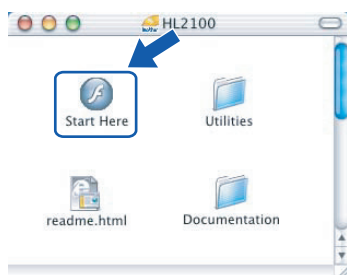 HL2100
Start Here
Utilities
readme.html
Documentation